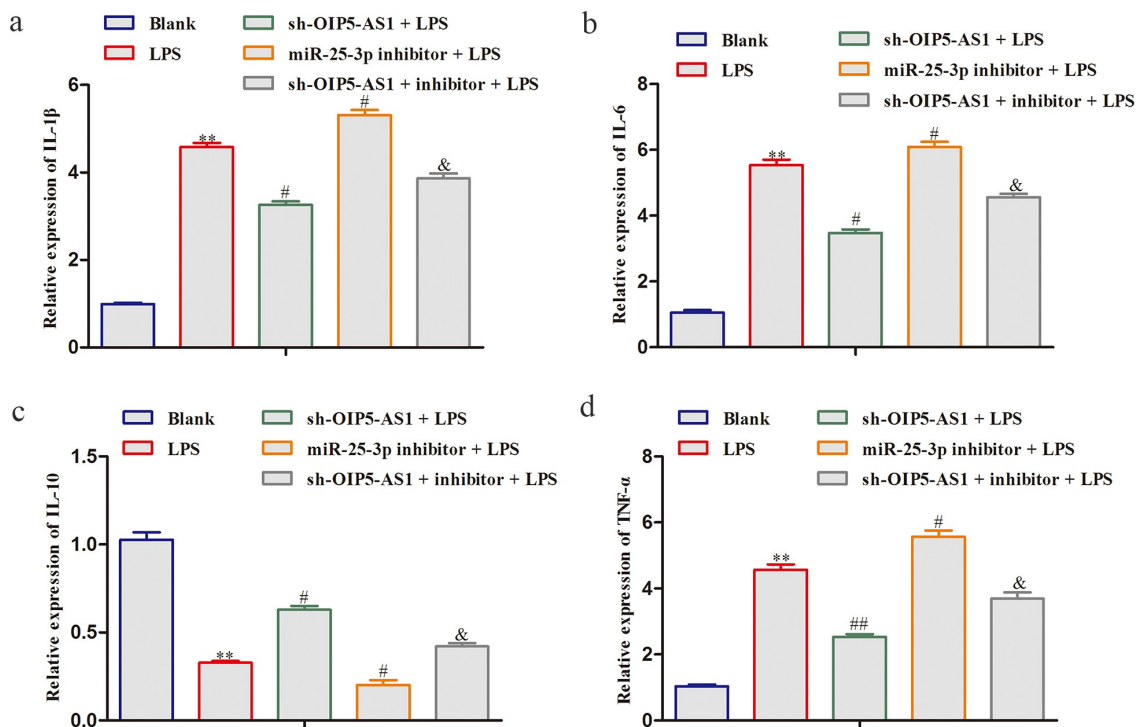 a
Blank
LPS
sh-OIP5-AS1 + LPS
miR-25-3p inhibitor + LPS
sh-OIP5-AS1 + inhibitor + LPS
Relative expression of IL-1β
6
4
2
0
**
#
#
&
b
Blank
LPS
sh-OIP5-AS1 + LPS
miR-25-3p inhibitor + LPS
sh-OIP5-AS1 + inhibitor + LPS
Relative expression of IL-6
8
6
4
2
0
**
#
#
&
c
Blank
LPS
sh-OIP5-AS1 + LPS
miR-25-3p inhibitor + LPS
sh-OIP5-AS1 + inhibitor + LPS
Relative expression of IL-10
1.5
1.0
0.5
0.0
**
#
#
&
d
Blank
LPS
sh-OIP5-AS1 + LPS
miR-25-3p inhibitor + LPS
sh-OIP5-AS1 + inhibitor + LPS
Relative expression of TNF-α
8
6
4
2
0
**
##
#
&